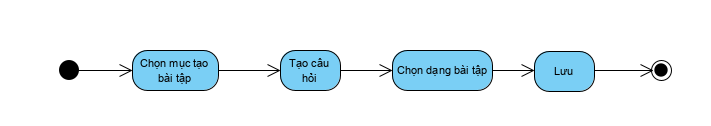 Chọn mục tạo
bài tập
Tạo câu
hỏi
Chọn dạng bài tập
Lưu